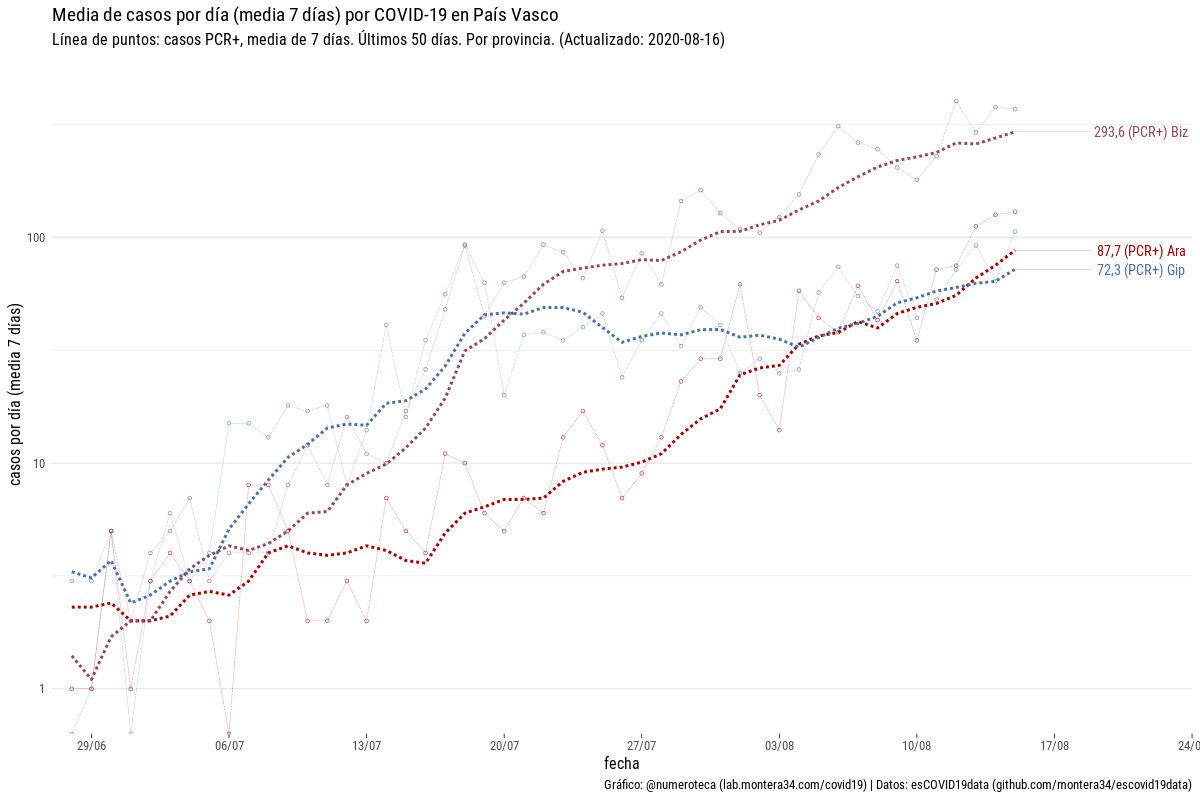 Media de casos por día (media 7 días) por COVID-19 en País Vasco
Línea de puntos: casos PCR+, media de 7 días. Últimos 50 días. Por provincia. (Actualizado: 2020-08-16)
293,6 (PCR+) Biz
100
87,7 (PCR+) Ara
72,3 (PCR+) Gip
casos por día (media 7 días)
10
1
29/06 06/07 13/07 20/07 27/07 03/08 10/08 17/08 24/0
fecha
Gráfico: @numeroteca (lab.montera34.com/covid19) | Datos: esCOVID19data (github.com/montera34/escovid19data)